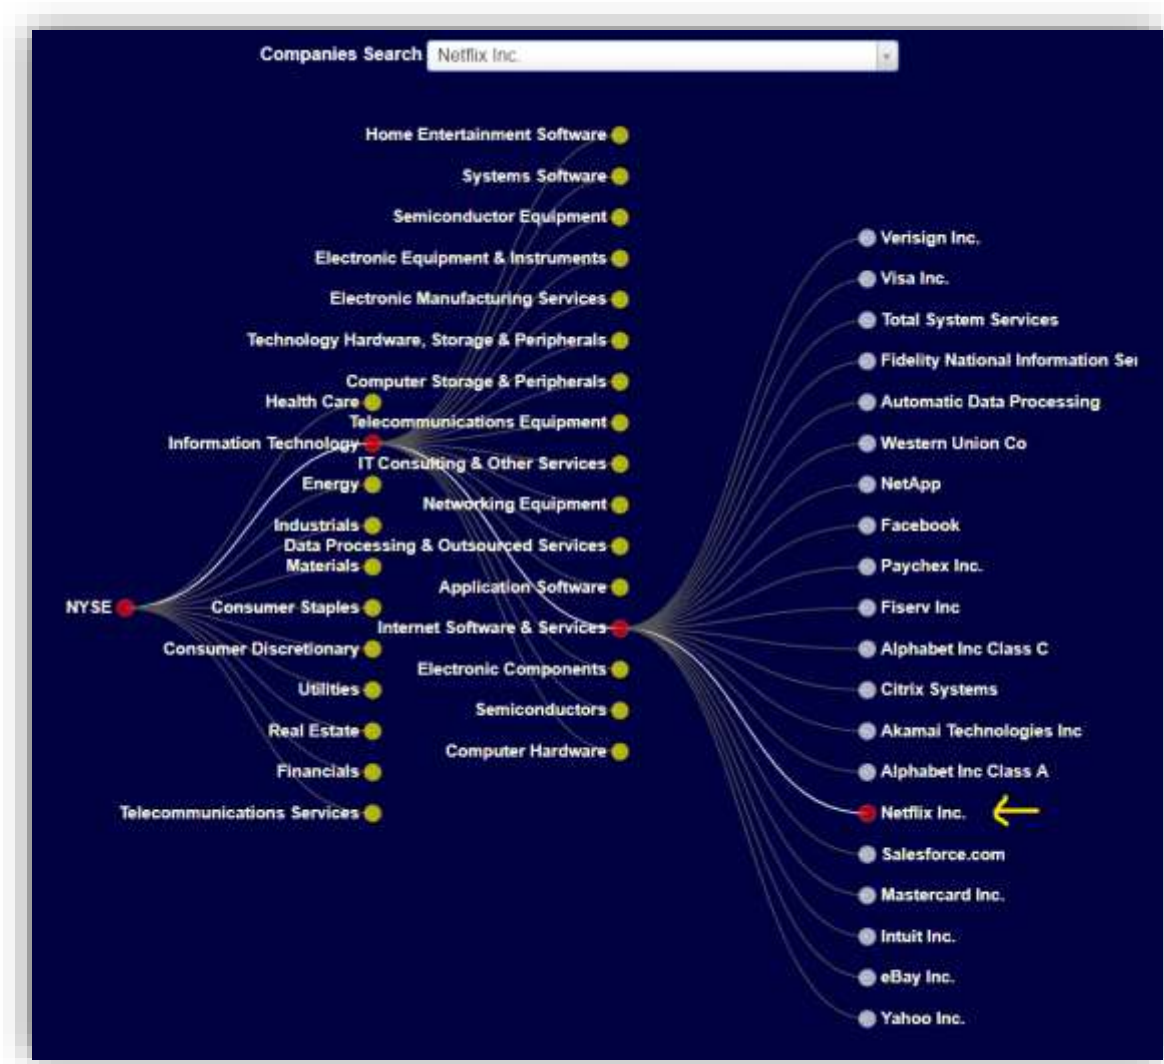 Companies Search Netflix Inc.
Home Entertainment Software
Systems Software
Semiconductor Equipment
Electronic Equipment & Instruments
Electronic Manufacturing Services
Technology Hardware, Storage & Peripherals
Computer Storage & Peripherals
Health Care
Telecommunications Equipment
Information Technology
IT Consulting & Other Services
Energy
Networking Equipment
Industrials
Data Processing & Outsourced Services
Materials
Application Software
NYSE
Consumer Staples
Internet Software & Services
Consumer Discretionary
Electronic Components
Utilities
Semiconductors
Real Estate
Computer Hardware
Financials
Telecommunications Services
Verisign Inc.
Visa Inc.
Total System Services
Fidelity National Information Ser
Automatic Data Processing
Western Union Co
NetApp
Facebook
Paychex Inc.
Fiserv Inc
Alphabet Inc Class C
Citrix Systems
Akamai Technologies Inc
Alphabet Inc Class A
Netflix Inc.
Salesforce.com
Mastercard Inc.
Intuit Inc.
eBay Inc.
Yahoo Inc.